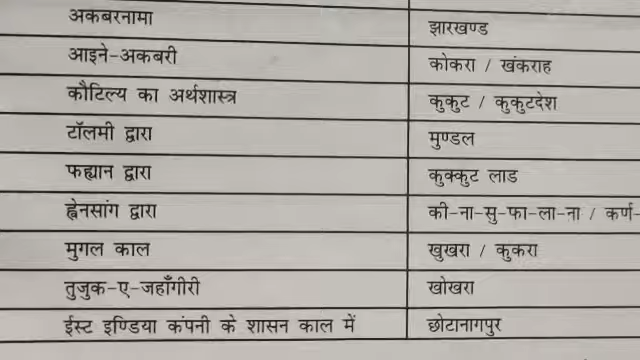 अकबरनामा झारखण्ड
आइने-अकबरी कोकरा / खंकराह
कौटिल्य का अर्थशास्त्र कुकुट / कुकुटदेश
टॉलमी द्वारा मुण्डल
फह्यान द्वारा कुक्कुट लाड
ह्वेनसांग द्वारा की-ना-सु-फा-ला-ना / कर्ण-
मुगल काल खुखरा / कुकरा
तुजुक-ए-जहाँगीरी खोखरा
ईस्ट इण्डिया कंपनी के शासन काल में छोटानागपुर